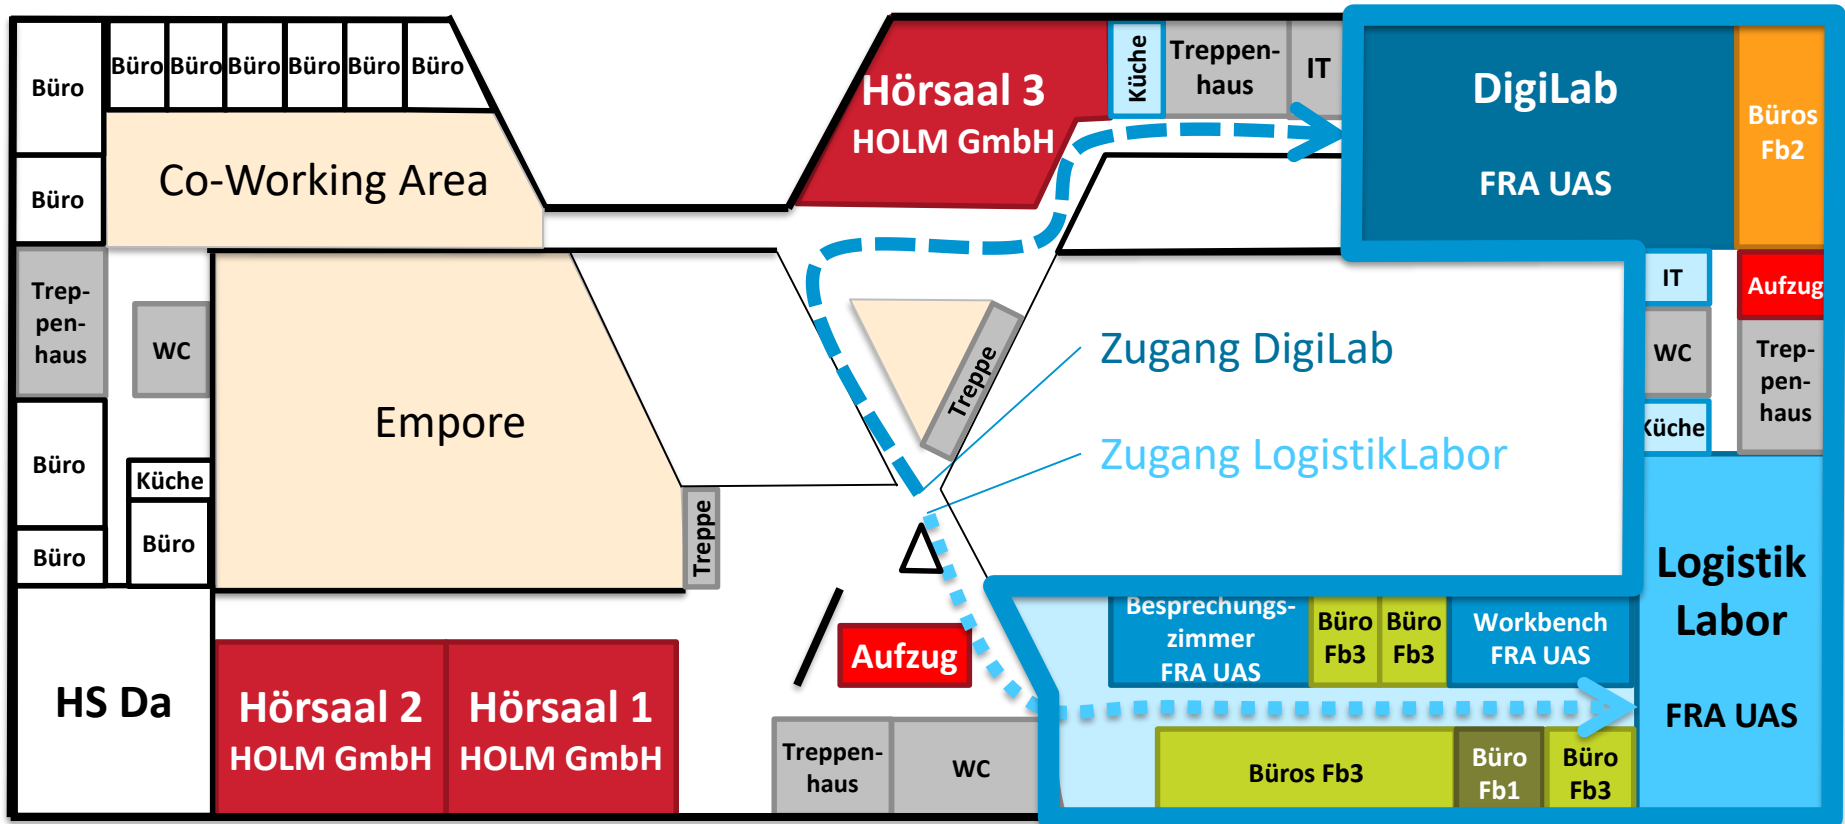 Büro
Büro
Büro
Büro
Büro
Büro
Büro
Büro
Co-Working Area
Hörsaal 3
HOLM GmbH
Küche
Treppen-
haus
IT
DigiLab
FRA UAS
Büros
Fb2
Trep-
pen-
haus
WC
Empore
Büro
Küche
Büro
Büro
Treppe
Treppe
Zugang DigiLab
Zugang LogistikLabor
IT
WC
Küche
Aufzug
Trep-
pen-
haus
HS Da
Hörsaal 2
HOLM GmbH
Hörsaal 1
HOLM GmbH
Aufzug
Treppen-
haus
WC
Besprechungs-
zimmer
FRA UAS
Büro
Fb3
Büro
Fb3
Workbench
FRA UAS
Logistik
Labor
FRA UAS
Büros Fb3
Büro
Fb1
Büro
Fb3